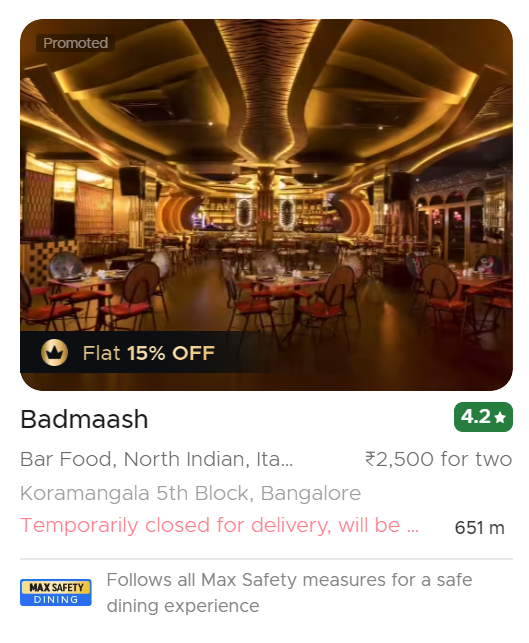 Promoted
Flat 15% OFF
Badmaash
4.2
Bar Food, North Indian, Ita...
₹2,500 for two
Koramangala 5th Block, Bangalore
Temporarily closed for delivery, will be ...
651 m
MAX SAFETY
DINING
Follows all Max Safety measures for a safe
dining experience